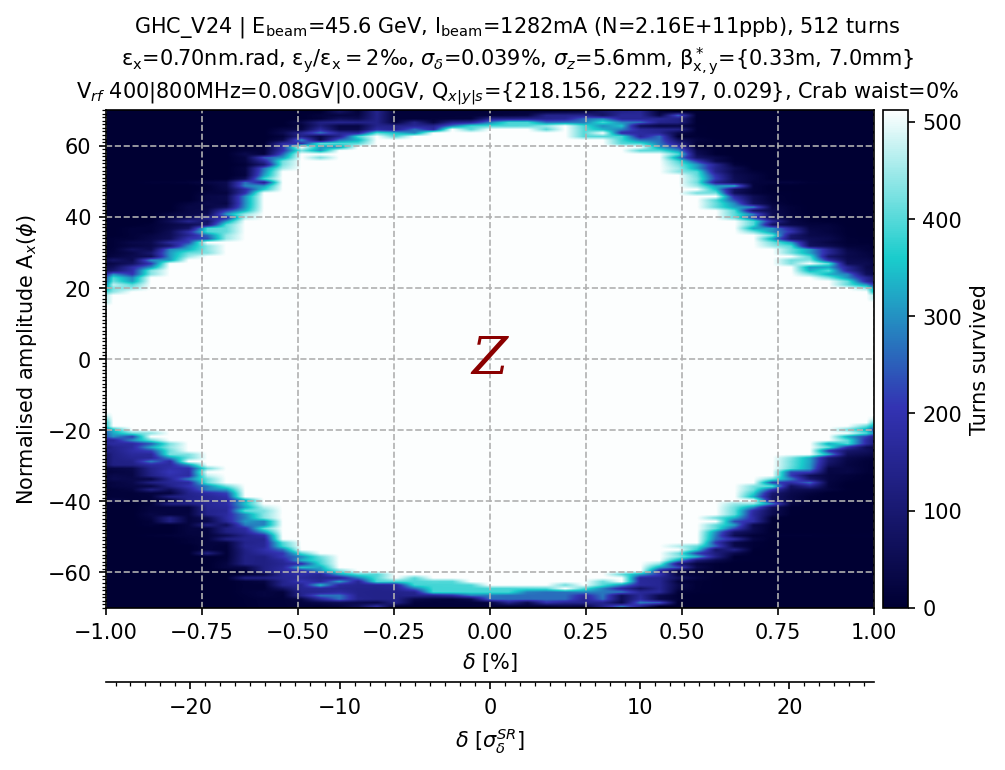 GHC_V24 | E_beam=45.6 GeV, I_beam=1282mA (N=2.16E+11ppb), 512 turns
ε_x=0.70nm.rad, ε_y/ε_x = 2‰, σ_δ=0.039%, σ_z=5.6mm, β*_x,y={0.33m, 7.0mm}
V_rf 400|800MHz=0.08GV|0.00GV, Q_x|y|s={218.156, 222.197, 0.029}, Crab waist=0%
Normalised amplitude A_x(ϕ)
60
40
20
0
−20
−40
−60
Z
−1.00 −0.75 −0.50 −0.25 0.00 0.25 0.50 0.75 1.00
δ [%]
−20 −10 0 10 20
δ [σ_δ^SR]
500
400
300
200
100
0
Turns survived